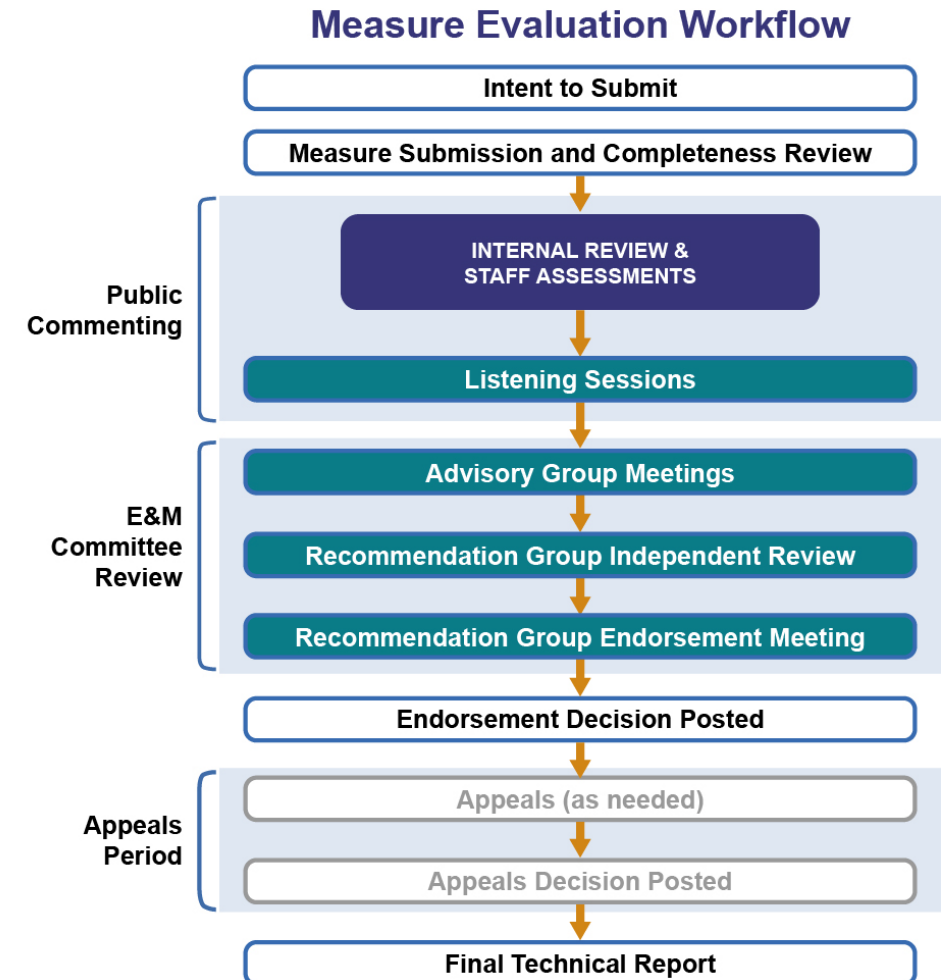 Measure Evaluation Workflow
Intent to Submit
Measure Submission and Completeness Review
Public
Commenting
INTERNAL REVIEW &
STAFF ASSESSMENTS
Listening Sessions
E&M
Committee
Review
Advisory Group Meetings
Recommendation Group Independent Review
Recommendation Group Endorsement Meeting
Endorsement Decision Posted
Appeals
Period
Appeals (as needed)
Appeals Decision Posted
Final Technical Report